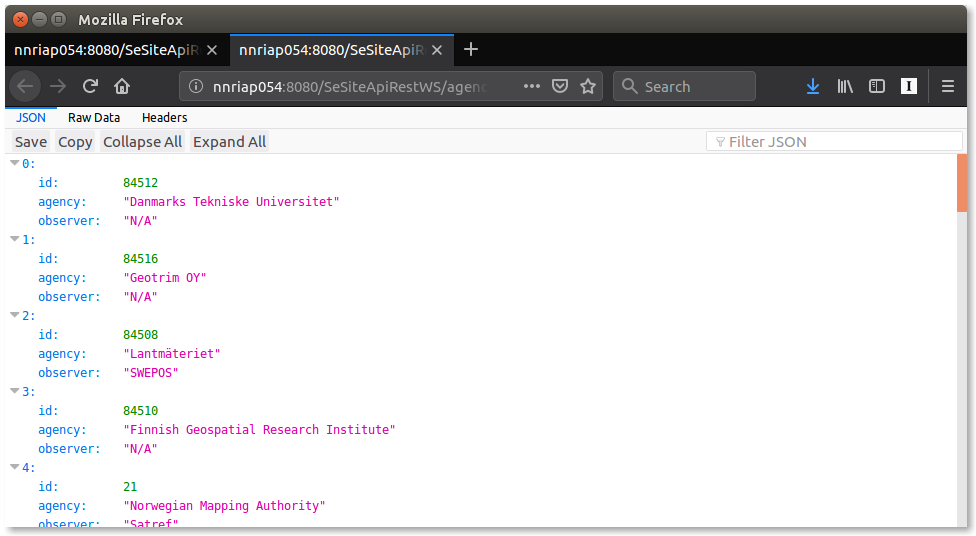 Mozilla Firefox
nnriap054:8080/SeSiteApiR nnriap054:8080/SeSiteApiR
nnriap054:8080/SeSiteApiRestWS/agenc Search
JSON Raw Data Headers
Save Copy Collapse All Expand All Filter JSON
0:
id: 84512
agency: "Danmarks Tekniske Universitet"
observer: "N/A"
1:
id: 84516
agency: "Geotrim OY"
observer: "N/A"
2:
id: 84508
agency: "Lantmäteriet"
observer: "SWEPOS"
3:
id: 84510
agency: "Finnish Geospatial Research Institute"
observer: "N/A"
4:
id: 21
agency: "Norwegian Mapping Authority"
observer: "Satref"